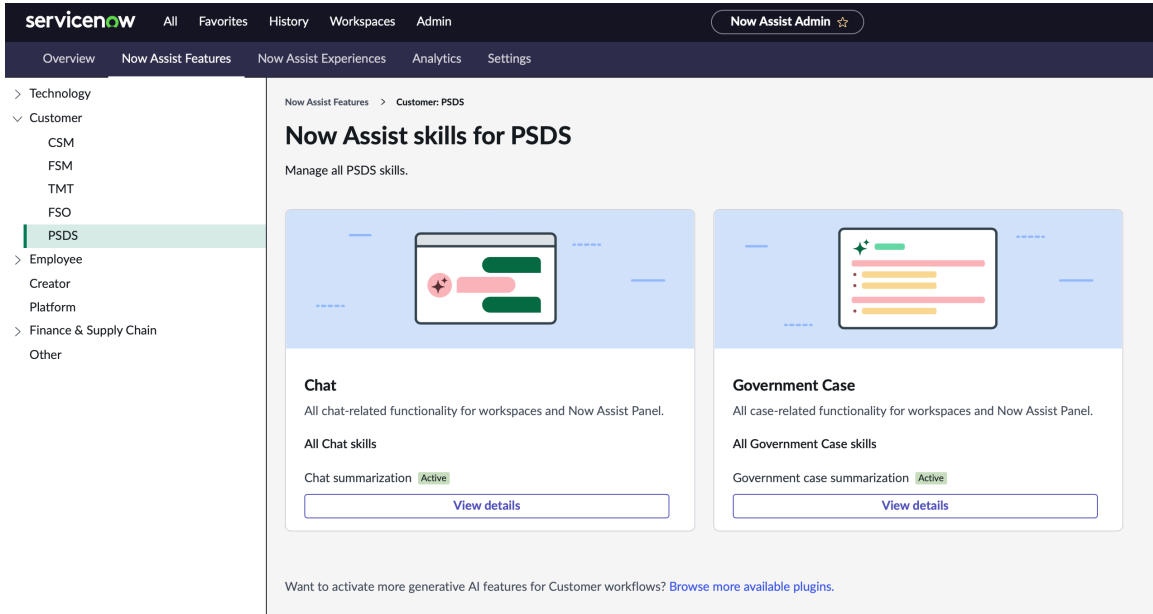 servicenow All Favorites History Workspaces Admin Now Assist Admin
Overview Now Assist Features Now Assist Experiences Analytics Settings
Technology
Customer
CSM
FSM
TMT
FSO
PSDS
Employee
Creator
Platform
Finance & Supply Chain
Other
Now Assist Features > Customer: PSDS
Now Assist skills for PSDS
Manage all PSDS skills.
Chat
All chat-related functionality for workspaces and Now Assist Panel.
All Chat skills
Chat summarization Active
View details
Government Case
All case-related functionality for workspaces and Now Assist Panel.
All Government Case skills
Government case summarization Active
View details
Want to activate more generative AI features for Customer workflows? Browse more available plugins.